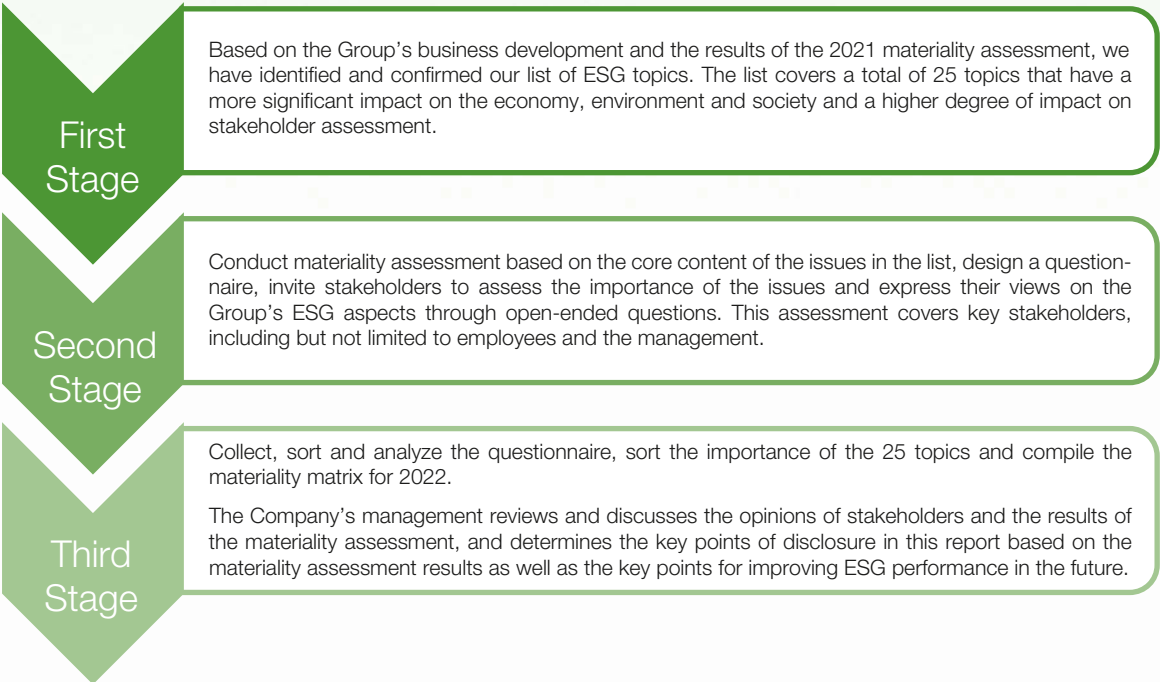 First
Stage
Based on the Group's business development and the results of the 2021 materiality assessment, we
have identified and confirmed our list of ESG topics. The list covers a total of 25 topics that have a
more significant impact on the economy, environment and society and a higher degree of impact on
stakeholder assessment.
Second
Stage
Conduct materiality assessment based on the core content of the issues in the list, design a question-
naire, invite stakeholders to assess the importance of the issues and express their views on the
Group's ESG aspects through open-ended questions. This assessment covers key stakeholders,
including but not limited to employees and the management.
Third
Stage
Collect, sort and analyze the questionnaire, sort the importance of the 25 topics and compile the
materiality matrix for 2022.
The Company's management reviews and discusses the opinions of stakeholders and the results of
the materiality assessment, and determines the key points of disclosure in this report based on the
materiality assessment results as well as the key points for improving ESG performance in the future.